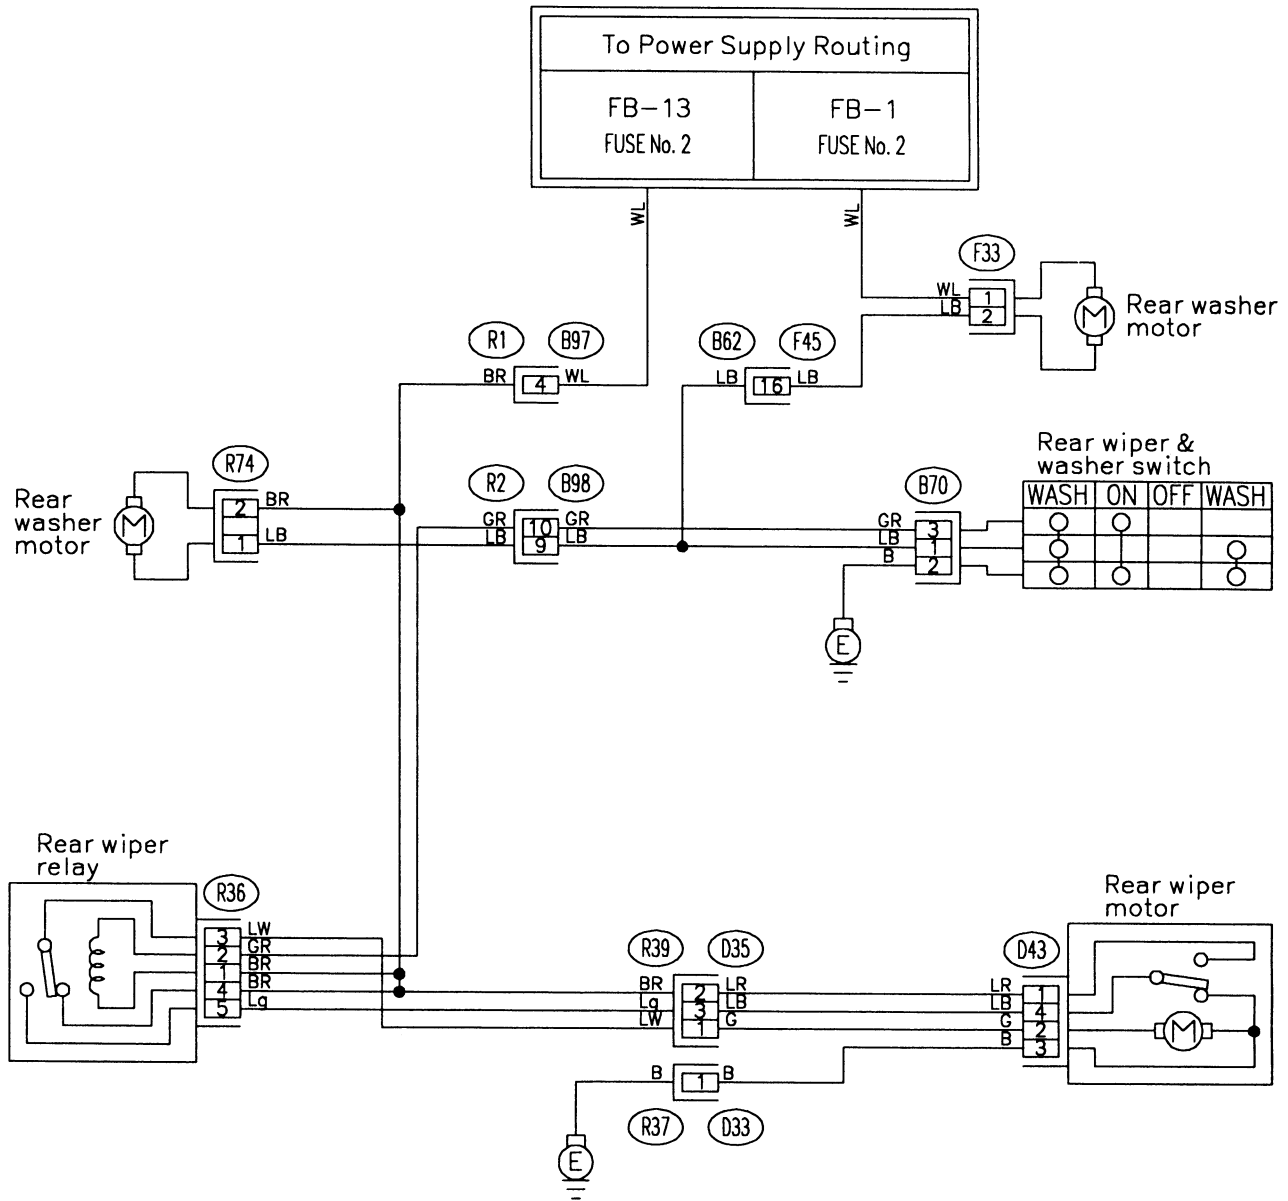 To Power Supply Routing
FB-13
FUSE No. 2
FB-1
FUSE No. 2
WL
WL
F33
WL
1
LB
2
M
Rear washer
motor
R1
B97
BR
4
WL
B62
F45
LB
16
LB
Rear wiper &
washer switch
WASH ON OFF WASH
R74
Rear
washer
motor
M
2
BR
1
LB
R2
B98
GR
10
GR
LB
9
LB
B70
GR
3
LB
1
B
2
E
Rear wiper
relay
R36
3
LW
2
GR
1
BR
4
BR
5
Lg
R39
D35
BR
2
LR
Lg
3
LB
LW
1
G
B
1
B
R37
D33
E
Rear wiper
motor
D43
LR
1
LB
4
G
2
B
3
M